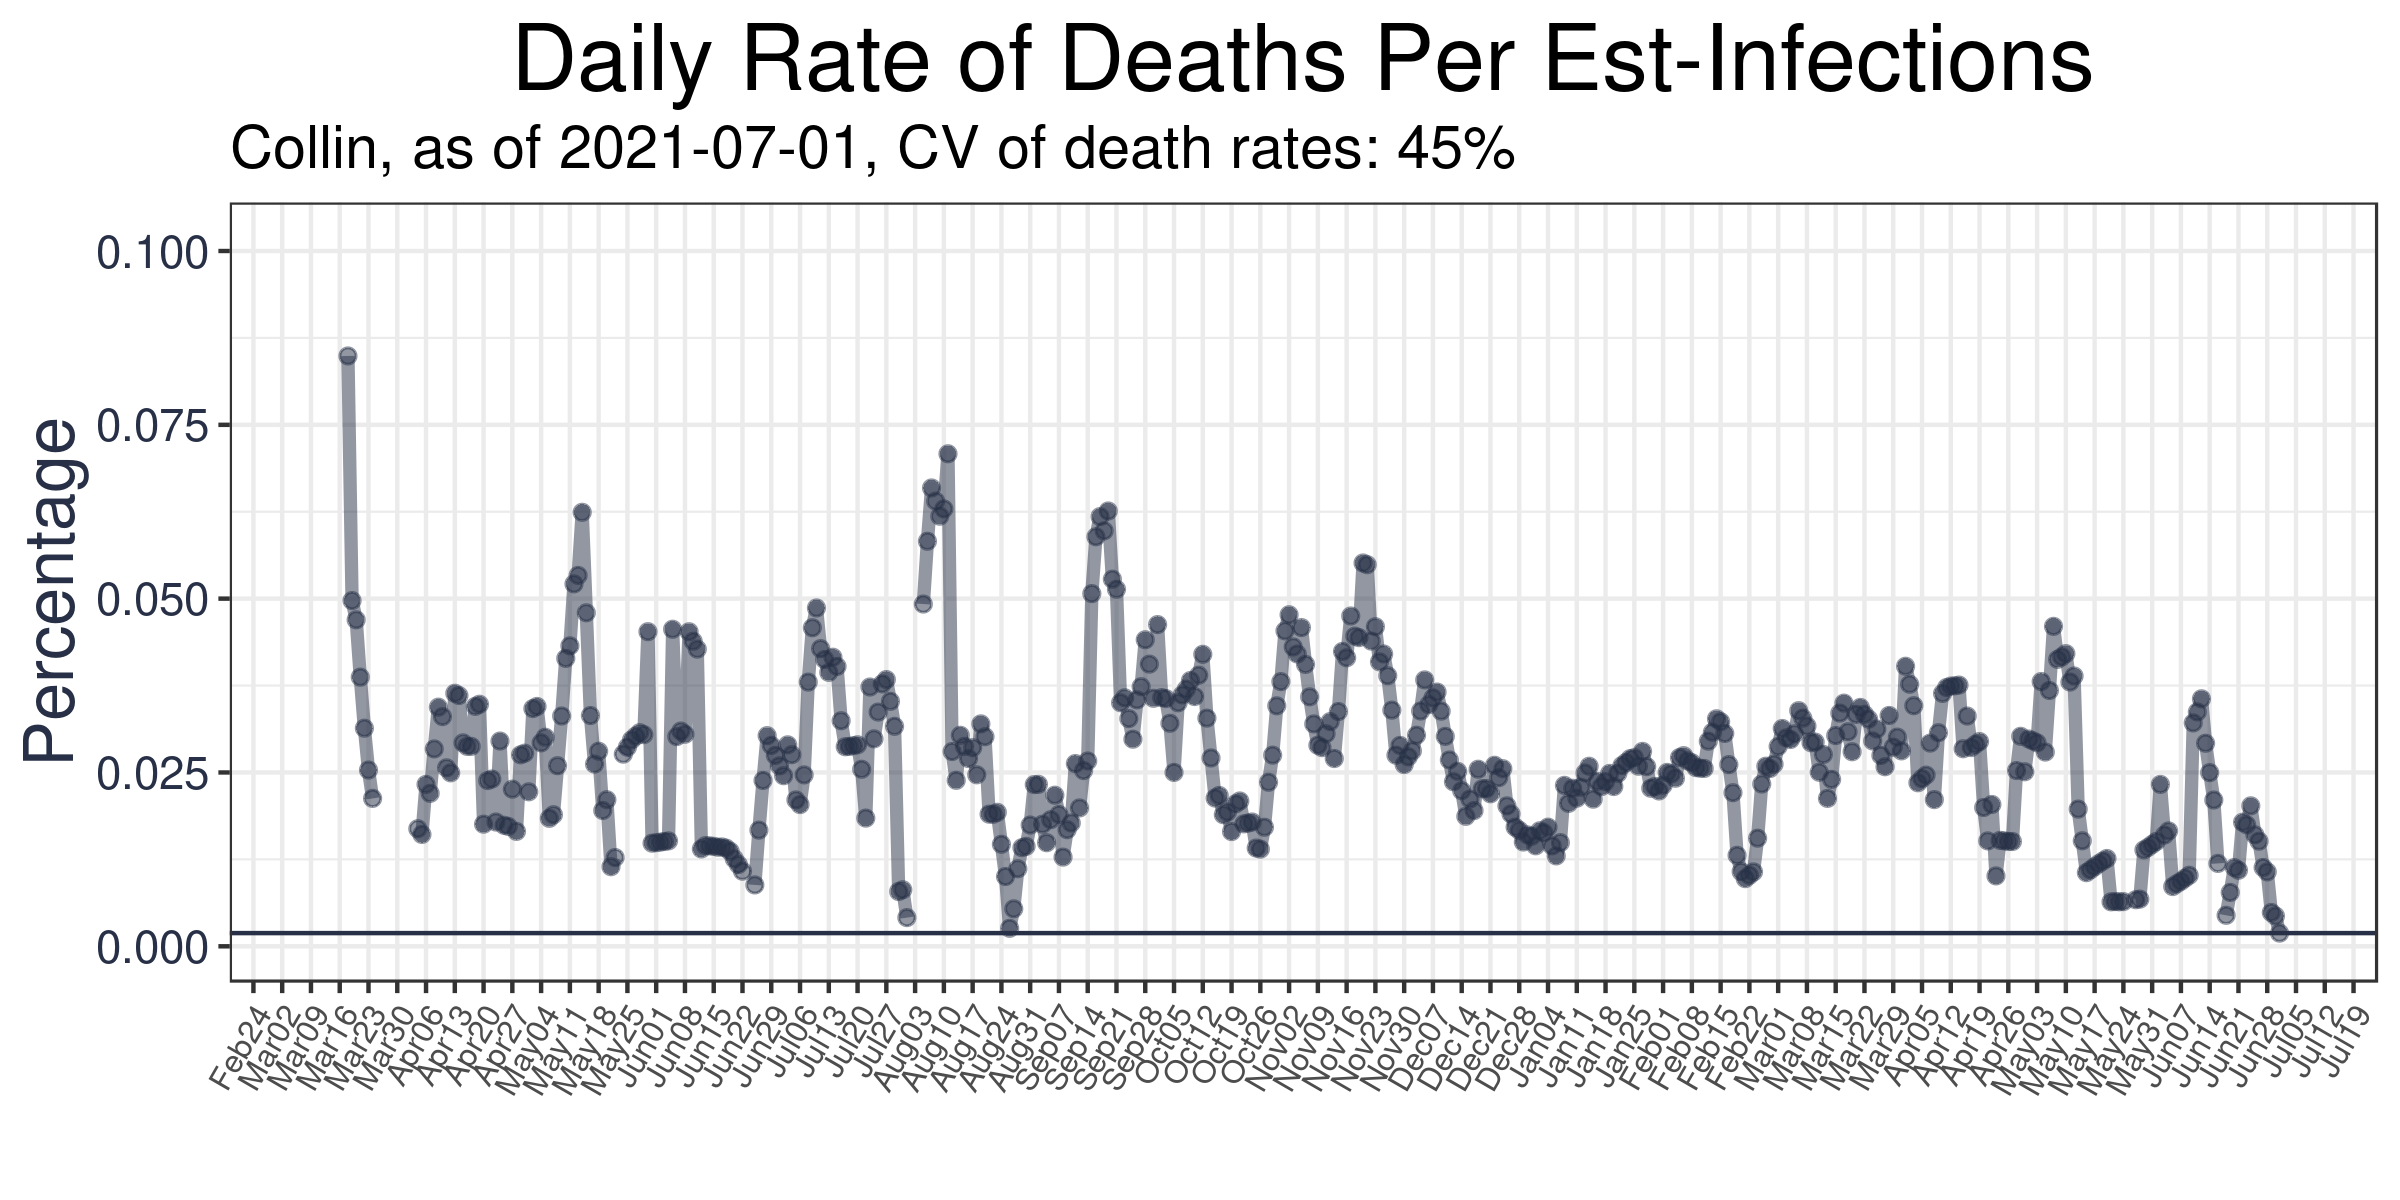 Daily Rate of Deaths Per Est-Infections
Collin, as of 2021-07-01, CV of death rates: 45%
Percentage
0.100
0.075
0.050
0.025
0.000
Feb24
Mar02
Mar09
Mar16
Mar23
Mar30
Apr06
Apr13
Apr20
Apr27
May04
May11
May18
May25
Jun01
Jun08
Jun15
Jun22
Jun29
Jul06
Jul13
Jul20
Jul27
Aug03
Aug10
Aug17
Aug24
Aug31
Sep07
Sep14
Sep21
Sep28
Oct05
Oct12
Oct19
Oct26
Nov02
Nov09
Nov16
Nov23
Nov30
Dec07
Dec14
Dec21
Dec28
Jan04
Jan11
Jan18
Jan25
Feb01
Feb08
Feb15
Feb22
Mar01
Mar08
Mar15
Mar22
Mar29
Apr05
Apr12
Apr19
Apr26
May03
May10
May17
May24
May31
Jun07
Jun14
Jun21
Jun28
Jul05
Jul12
Jul19